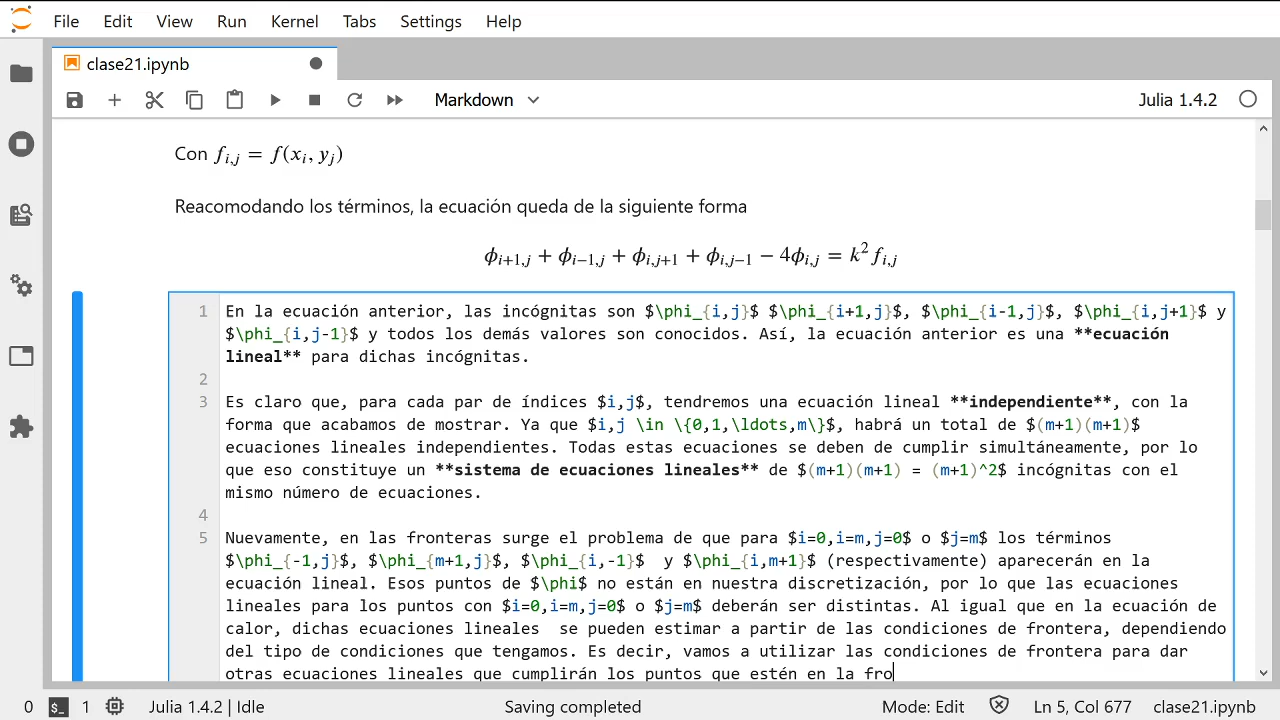 File Edit View Run Kernel Tabs Settings Help
clase21.ipynb
Markdown Julia 1.4.2
Con f_{i,j} = f(x_i, y_j)
Reacomodando los términos, la ecuación queda de la siguiente forma
ϕ_{i+1,j} + ϕ_{i−1,j} + ϕ_{i,j+1} + ϕ_{i,j−1} − 4ϕ_{i,j} = k^2 f_{i,j}
1 En la ecuación anterior, las incógnitas son $\phi_{i,j}$ $\phi_{i+1,j}$, $\phi_{i-1,j}$, $\phi_{i,j+1}$ y
$\phi_{i,j-1}$ y todos los demás valores son conocidos. Así, la ecuación anterior es una **ecuación
lineal** para dichas incógnitas.
2
3 Es claro que, para cada par de índices $i,j$, tendremos una ecuación lineal **independiente**, con la
forma que acabamos de mostrar. Ya que $i,j \in \{0,1,\ldots,m\}$, habrá un total de $(m+1)(m+1)$
ecuaciones lineales independientes. Todas estas ecuaciones se deben de cumplir simultáneamente, por lo
que eso constituye un **sistema de ecuaciones lineales** de $(m+1)(m+1) = (m+1)^2$ incógnitas con el
mismo número de ecuaciones.
4
5 Nuevamente, en las fronteras surge el problema de que para $i=0,i=m,j=0$ o $j=m$ los términos
$\phi_{-1,j}$, $\phi_{m+1,j}$, $\phi_{i,-1}$  y $\phi_{i,m+1}$ (respectivamente) aparecerán en la
ecuación lineal. Esos puntos de $\phi$ no están en nuestra discretización, por lo que las ecuaciones
lineales para los puntos con $i=0,i=m,j=0$ o $j=m$ deberán ser distintas. Al igual que en la ecuación de
calor, dichas ecuaciones lineales  se pueden estimar a partir de las condiciones de frontera, dependiendo
del tipo de condiciones que tengamos. Es decir, vamos a utilizar las condiciones de frontera para dar
otras ecuaciones lineales que cumplirán los puntos que estén en la fro
0 $_ 1 Julia 1.4.2 | Idle Saving completed Mode: Edit Ln 5, Col 677 clase21.ipynb